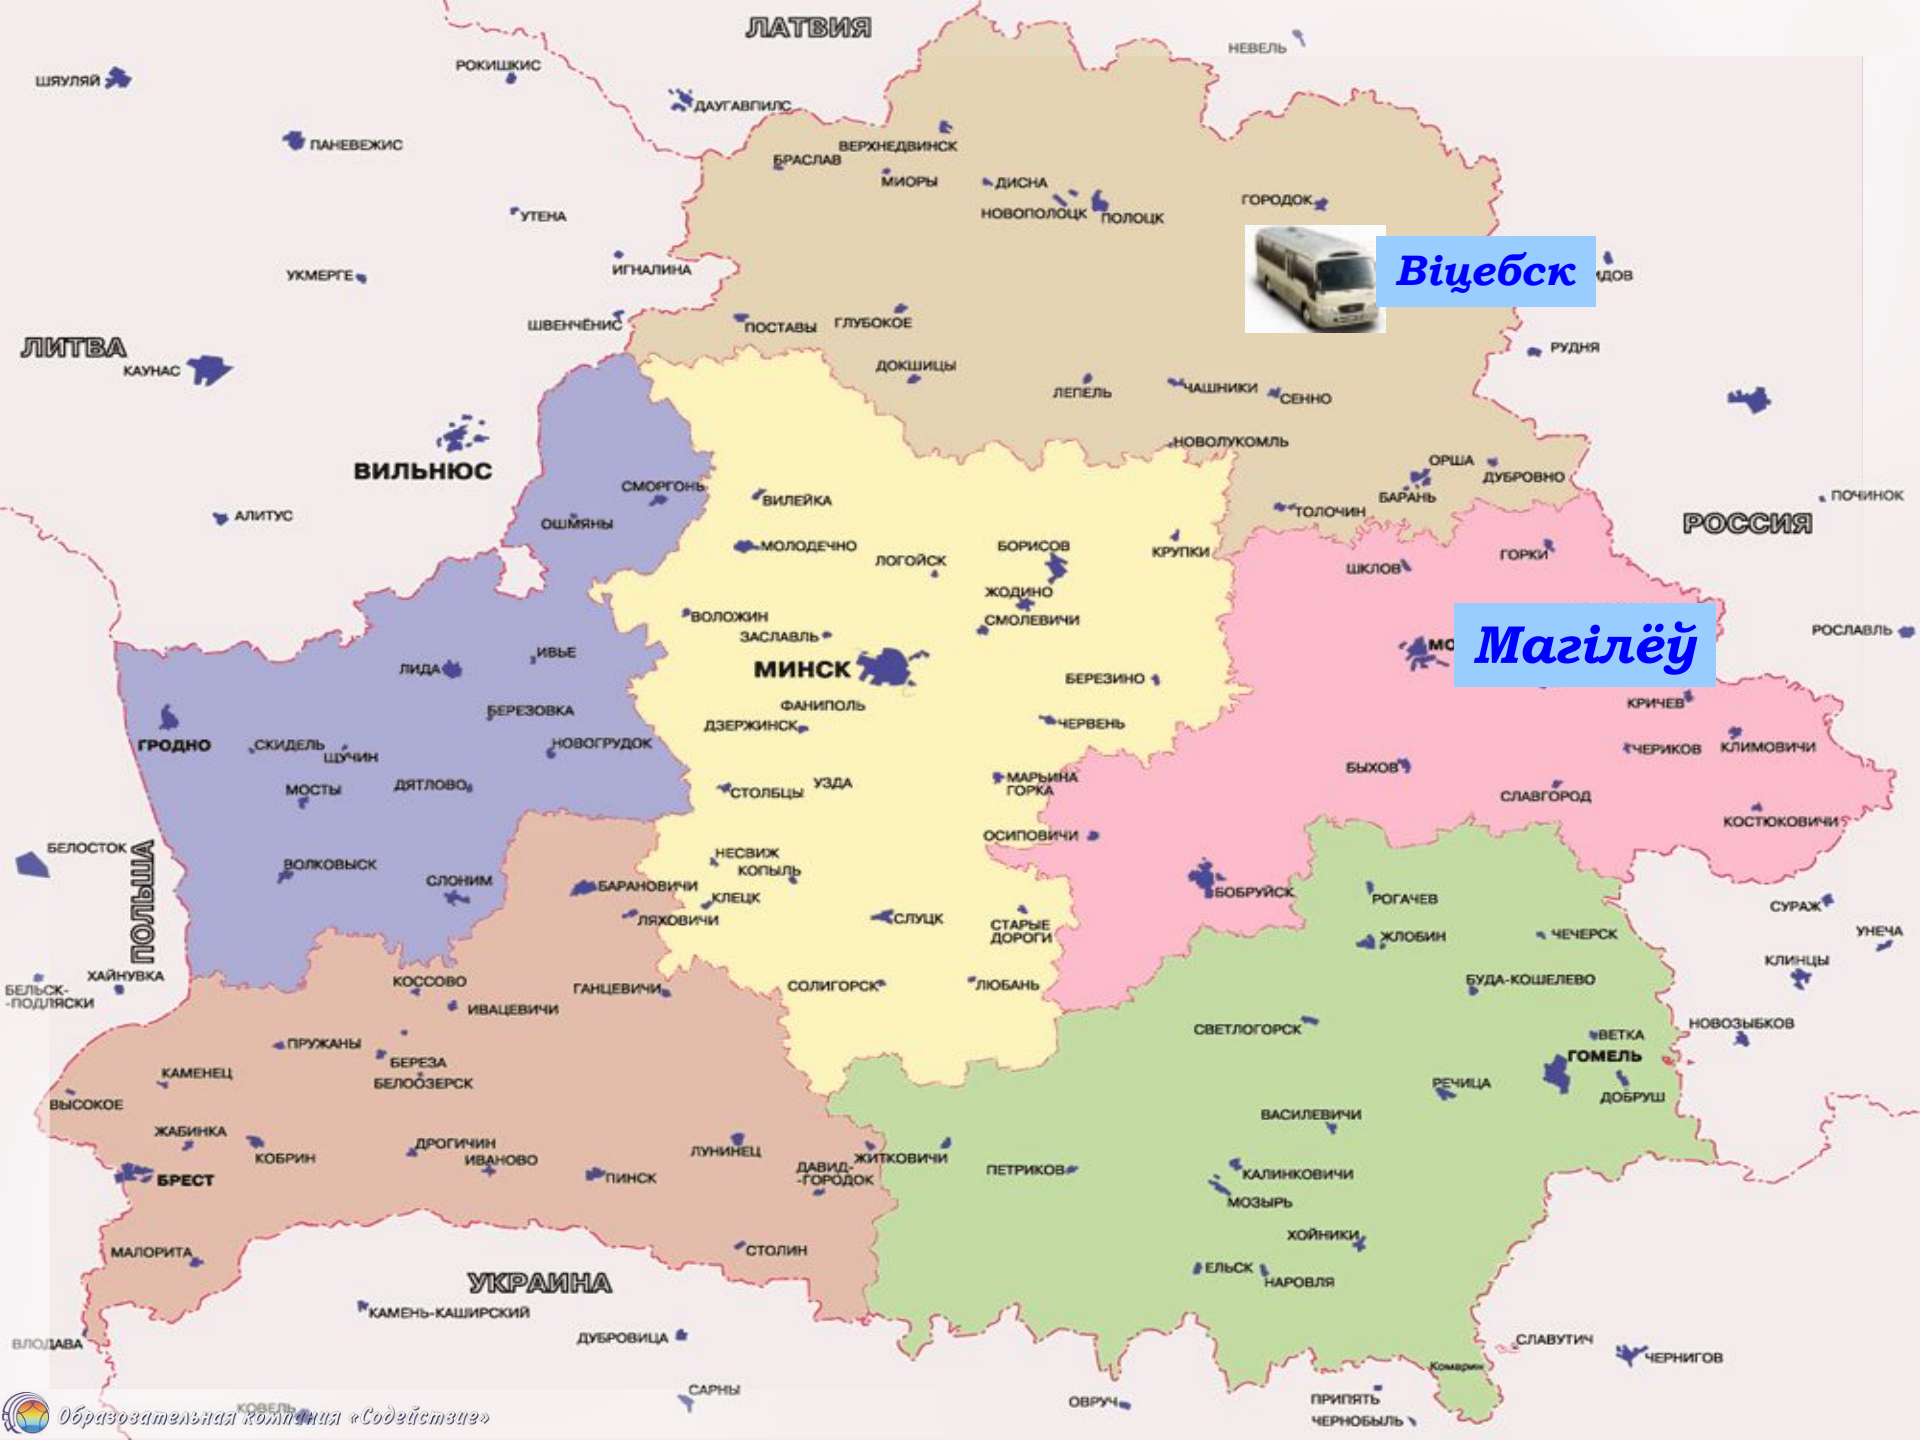 ЛАТВИЯ
НЕВЕЛЬ
РОКИШКИС
ШЯУЛЯЙ
ДАУГАВПИЛС
ПАНЕВЕЖИС
ВЕРХНЕДВИНСК
БРАСЛАВ
МИОРЫ
ДИСНА
ГОРОДОК
НОВОПОЛОЦК
ПОЛОЦК
УТЕНА
Віцебск
ИГНАЛИНА
УКМЕРГЕ
ИДОВ
ШВЕНЧЁНИС
ПОСТАВЫ
ГЛУБОКОЕ
ЛИТВА
РУДНЯ
КАУНАС
ДОКШИЦЫ
ЛЕПЕЛЬ
ЧАШНИКИ
СЕННО
НОВОЛУКОМЛЬ
ВИЛЬНЮС
ОРША
ДУБРОВНО
СМОРГОНЬ
ВИЛЕЙКА
БАРАНЬ
ПОЧИНОК
АЛИТУС
ОШМЯНЫ
ТОЛОЧИН
РОССИЯ
МОЛОДЕЧНО
БОРИСОВ
КРУПКИ
ГОРКИ
ЛОГОЙСК
ШКЛОВ
ЖОДИНО
ВОЛОЖИН
СМОЛЕВИЧИ
ЗАСЛАВЛЬ
РОСЛАВЛЬ
МО
Магілёў
ИВЬЕ
ЛИДА
МИНСК
БЕРЕЗИНО
КРИЧЕВ
БЕРЕЗОВКА
ФАНИПОЛЬ
ДЗЕРЖИНСК
ЧЕРВЕНЬ
ГРОДНО
СКИДЕЛЬ
ЩУЧИН
НОВОГРУДОК
ЧЕРИКОВ
КЛИМОВИЧИ
БЫХОВ
МОСТЫ
ДЯТЛОВО
СТОЛБЦЫ
УЗДА
МАРЬИНА
ГОРКА
СЛАВГОРОД
КОСТЮКОВИЧИ
ОСИПОВИЧИ
БЕЛОСТОК
ПОЛЬША
ВОЛКОВЫСК
НЕСВИЖ
КОПЫЛЬ
СЛОНИМ
БАРАНОВИЧИ
КЛЕЦК
БОБРУЙСК
РОГАЧЕВ
СУРАЖ
ЛЯХОВИЧИ
СЛУЦК
СТАРЫЕ
ДОРОГИ
ЖЛОБИН
ЧЕЧЕРСК
УНЕЧА
КЛИНЦЫ
ХАЙНУВКА
БЕЛЬСК-
-ПОДЛЯСКИ
КОССОВО
ГАНЦЕВИЧИ
СОЛИГОРСК
ЛЮБАНЬ
БУДА-КОШЕЛЕВО
ИВАЦЕВИЧИ
СВЕТЛОГОРСК
НОВОЗЫБКОВ
ВЕТКА
ПРУЖАНЫ
ГОМЕЛЬ
БЕРЕЗА
КАМЕНЕЦ
БЕЛООЗЕРСК
РЕЧИЦА
ДОБРУШ
ВЫСОКОЕ
ВАСИЛЕВИЧИ
ЖАБИНКА
ДРОГИЧИН
КОБРИН
ИВАНОВО
ЛУНИНЕЦ
ЖИТКОВИЧИ
БРЕСТ
ПИНСК
ДАВИД-
-ГОРОДОК
ПЕТРИКОВ
КАЛИНКОВИЧИ
МОЗЫРЬ
ХОЙНИКИ
МАЛОРИТА
СТОЛИН
ЕЛЬСК
НАРОВЛЯ
УКРАИНА
КАМЕНЬ-КАШИРСКИЙ
ДУБРОВИЦА
СЛАВУТИЧ
ВЛОДАВА
ЧЕРНИГОВ
Комарин
САРНЫ
ОВРУЧ
ПРИПЯТЬ
КОВЕЛЬ
ЧЕРНОБЫЛЬ
Образовательная компания «Содействие»